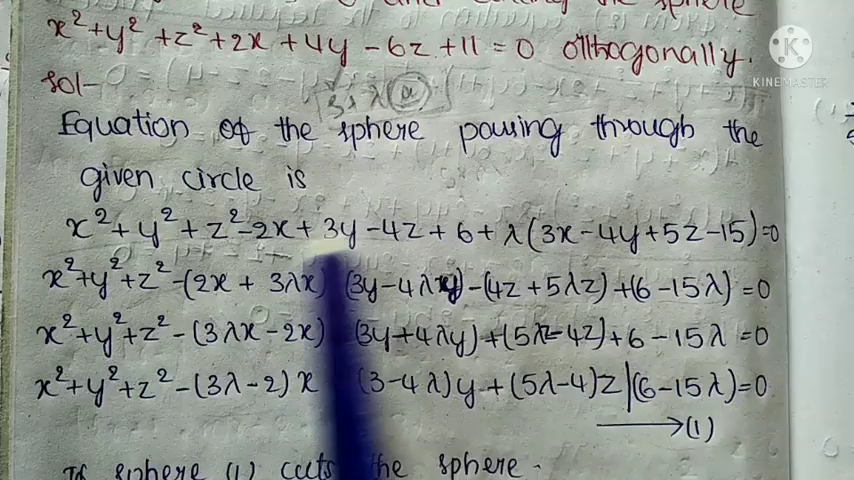 the sphere
x² + y² + z² + 2x + 4y - 6z + 11 = 0 orthogonally.
Sol-
3, λ
Equation of the sphere passing through the
given circle is
x² + y² + z² - 2x + 3y - 4z + 6 + λ(3x - 4y + 5z - 15) = 0
x² + y² + z² - (2x + 3λx) (3y - 4λy) - (4z + 5λz) + (6 - 15λ) = 0
x² + y² + z² - (3λx - 2x) (3y + 4λy) + (5λz - 4z) + 6 - 15λ = 0
x² + y² + z² - (3λ - 2)x (3 - 4λ)y + (5λ - 4)z (6 - 15λ) = 0
→ (1)
If sphere (1) cuts the sphere.
KINEMASTER